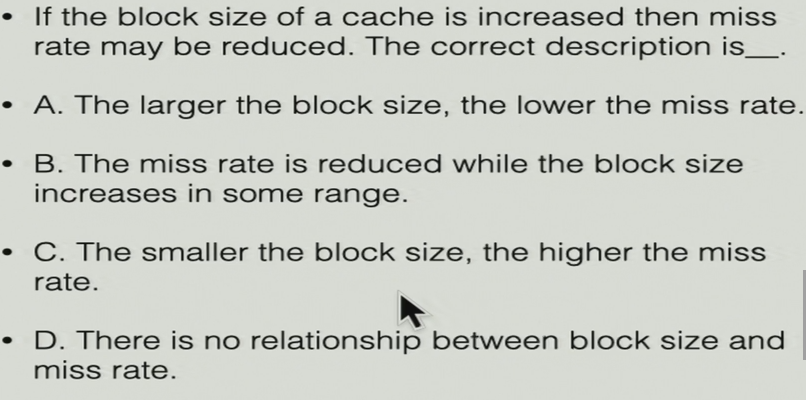 • If the block size of a cache is increased then miss
rate may be reduced. The correct description is__.
• A. The larger the block size, the lower the miss rate.
• B. The miss rate is reduced while the block size
increases in some range.
• C. The smaller the block size, the higher the miss
rate.
• D. There is no relationship between block size and
miss rate.